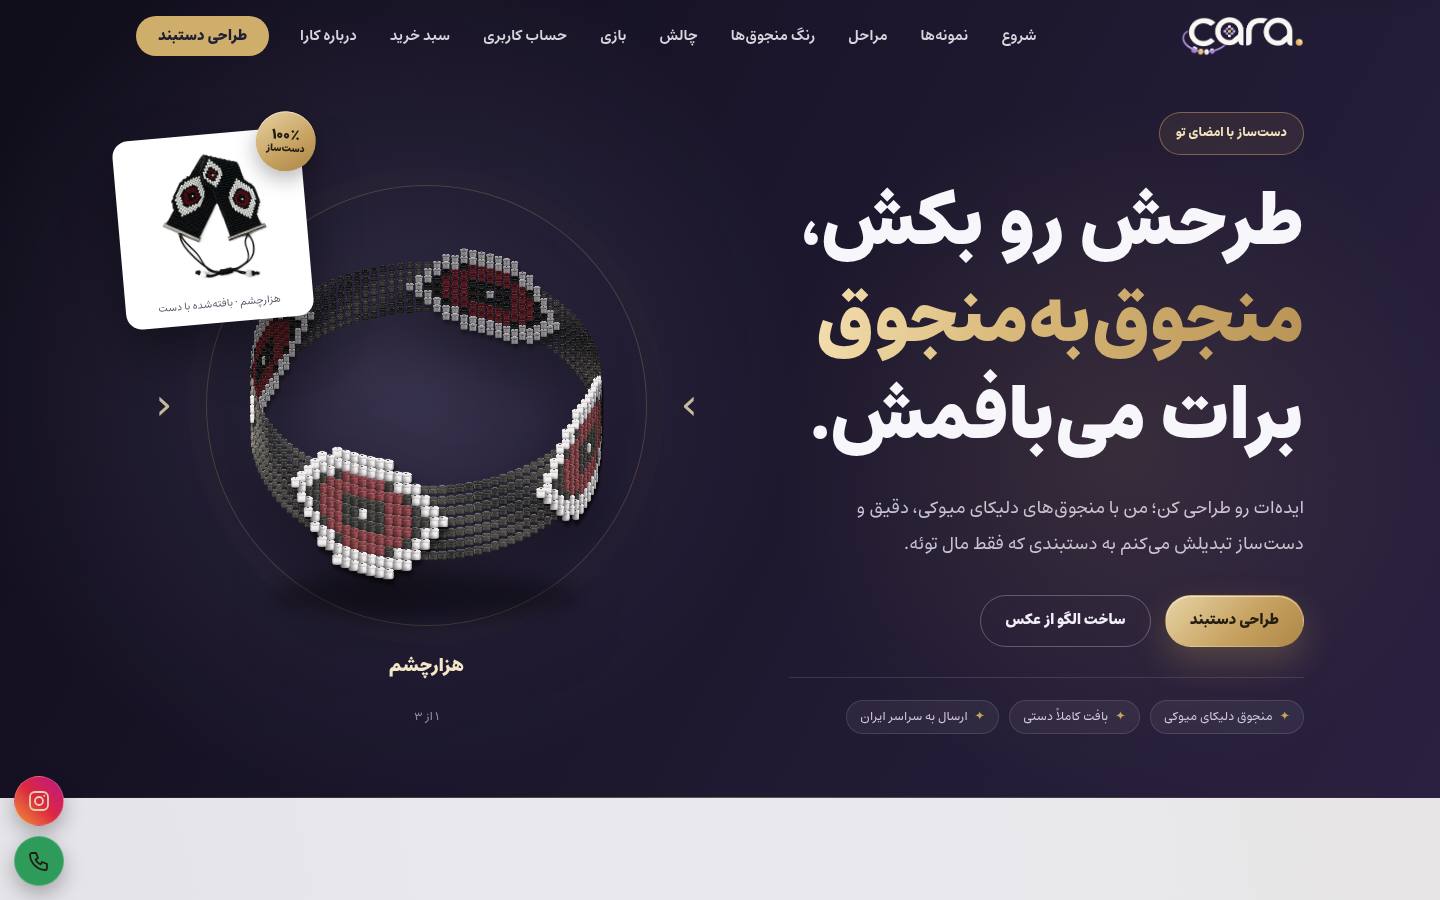 cara.
شروع
نمونه‌ها
مراحل
رنگ منجوق‌ها
چالش
بازی
حساب کاربری
سبد خرید
درباره کارا
طراحی دستبند
دست‌ساز با امضای تو
طرحش رو بکش،
منجوق‌به‌منجوق
برات می‌بافمش.
ایده‌ات رو طراحی کن؛ من با منجوق‌های دلیکای میوکی، دقیق و
دست‌ساز تبدیلش می‌کنم به دستبندی که فقط مال توئه.
طراحی دستبند
ساخت الگو از عکس
منجوق دلیکای میوکی
بافت کاملاً دستی
ارسال به سراسر ایران
۱۰۰٪
دست‌ساز
هزارچشم · بافته‌شده با دست
هزارچشم
۱ از ۳